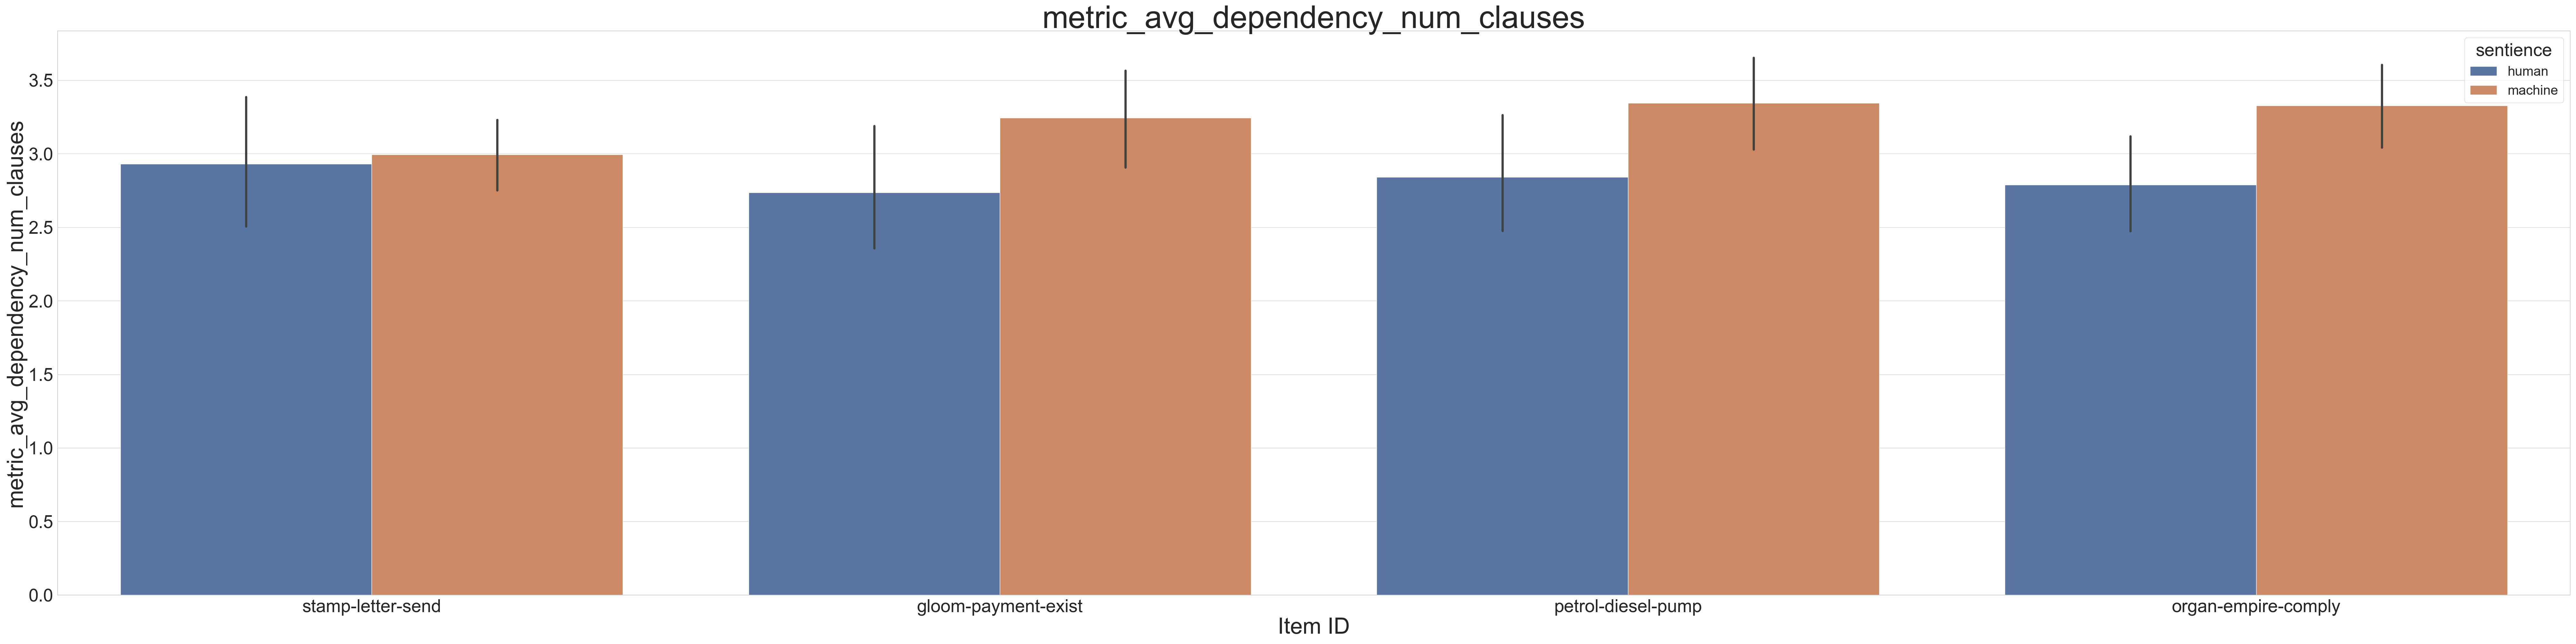 metric_avg_dependency_num_clauses
sentience
human
machine
metric_avg_dependency_num_clauses
3.5
3.0
2.5
2.0
1.5
1.0
0.5
0.0
stamp-letter-send
gloom-payment-exist
petrol-diesel-pump
organ-empire-comply
Item ID